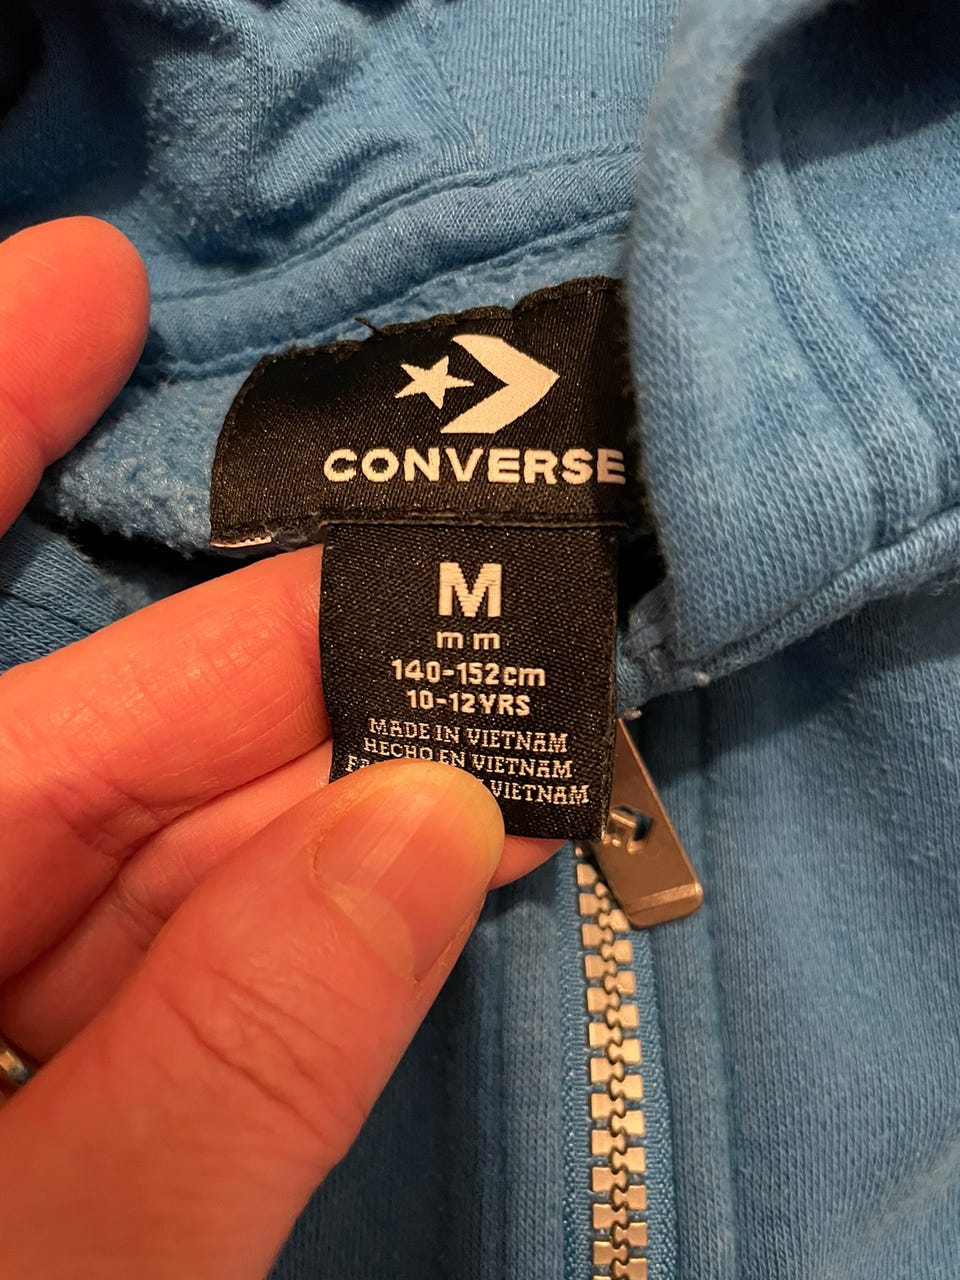 CONVERSE
M
m m
140-152cm
10-12YRS
MADE IN VIETNAM
HECHO EN VIETNAM
VIETNAM